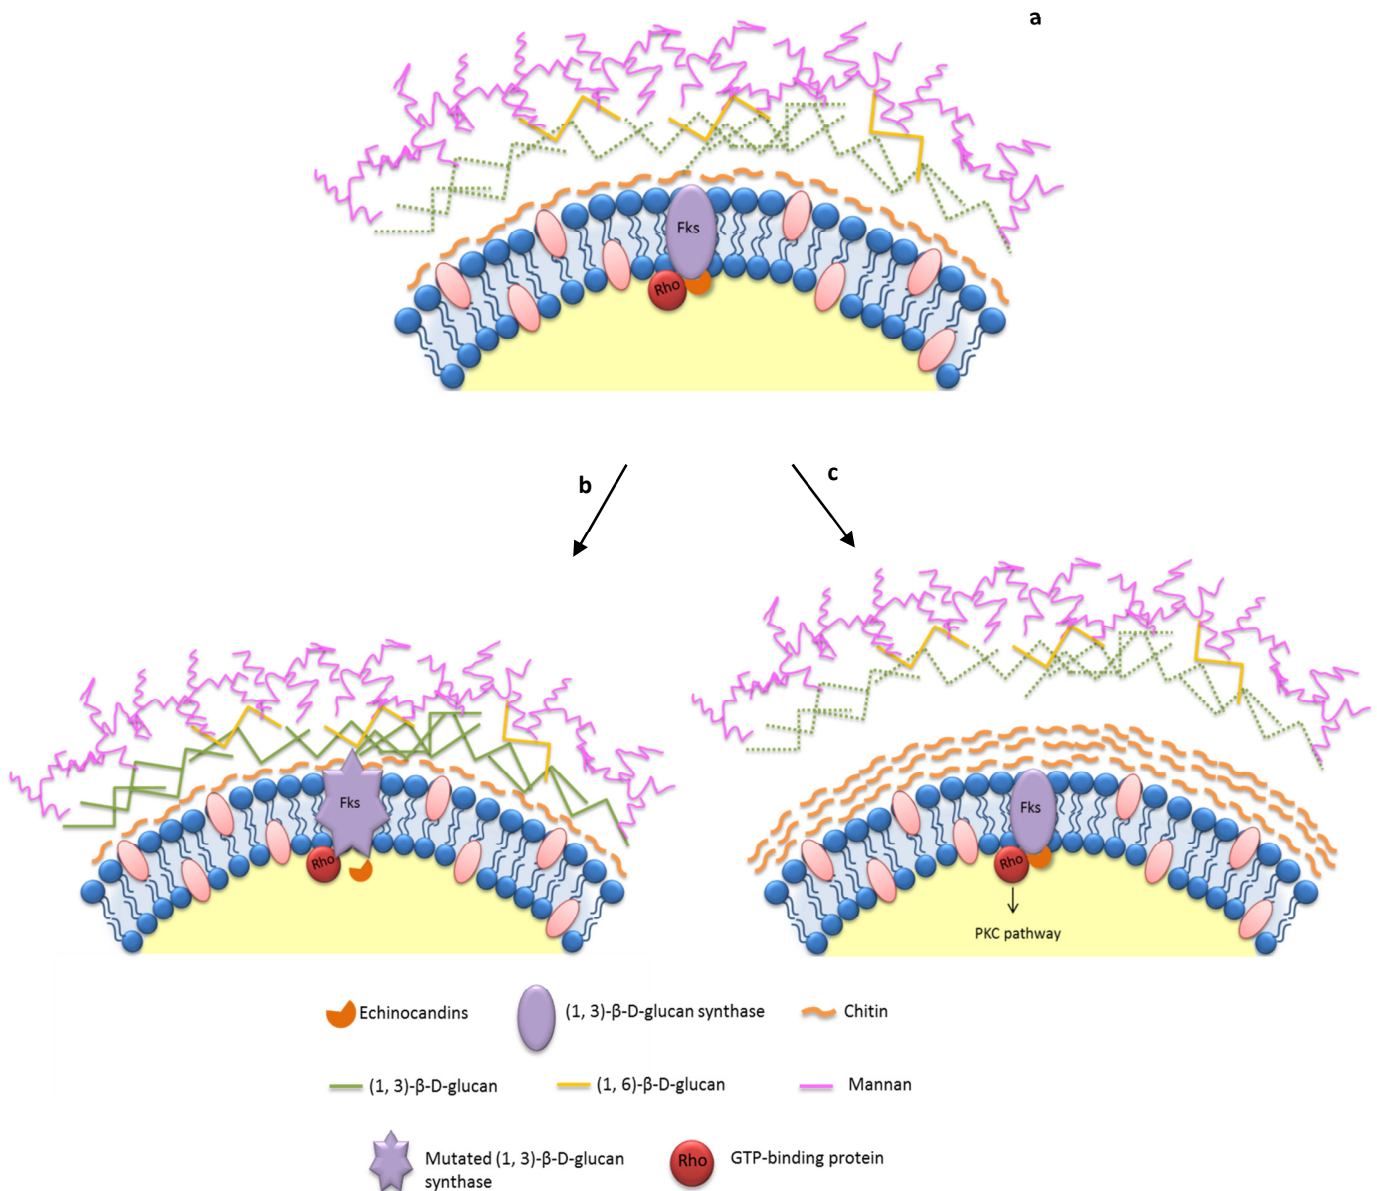 a
Fks
Rho
b
c
Fks
Rho
Fks
Rho
PKC pathway
Echinocandins
(1, 3)-β-D-glucan synthase
Chitin
(1, 3)-β-D-glucan
(1, 6)-β-D-glucan
Mannan
Mutated (1, 3)-β-D-glucan
synthase
Rho
GTP-binding protein